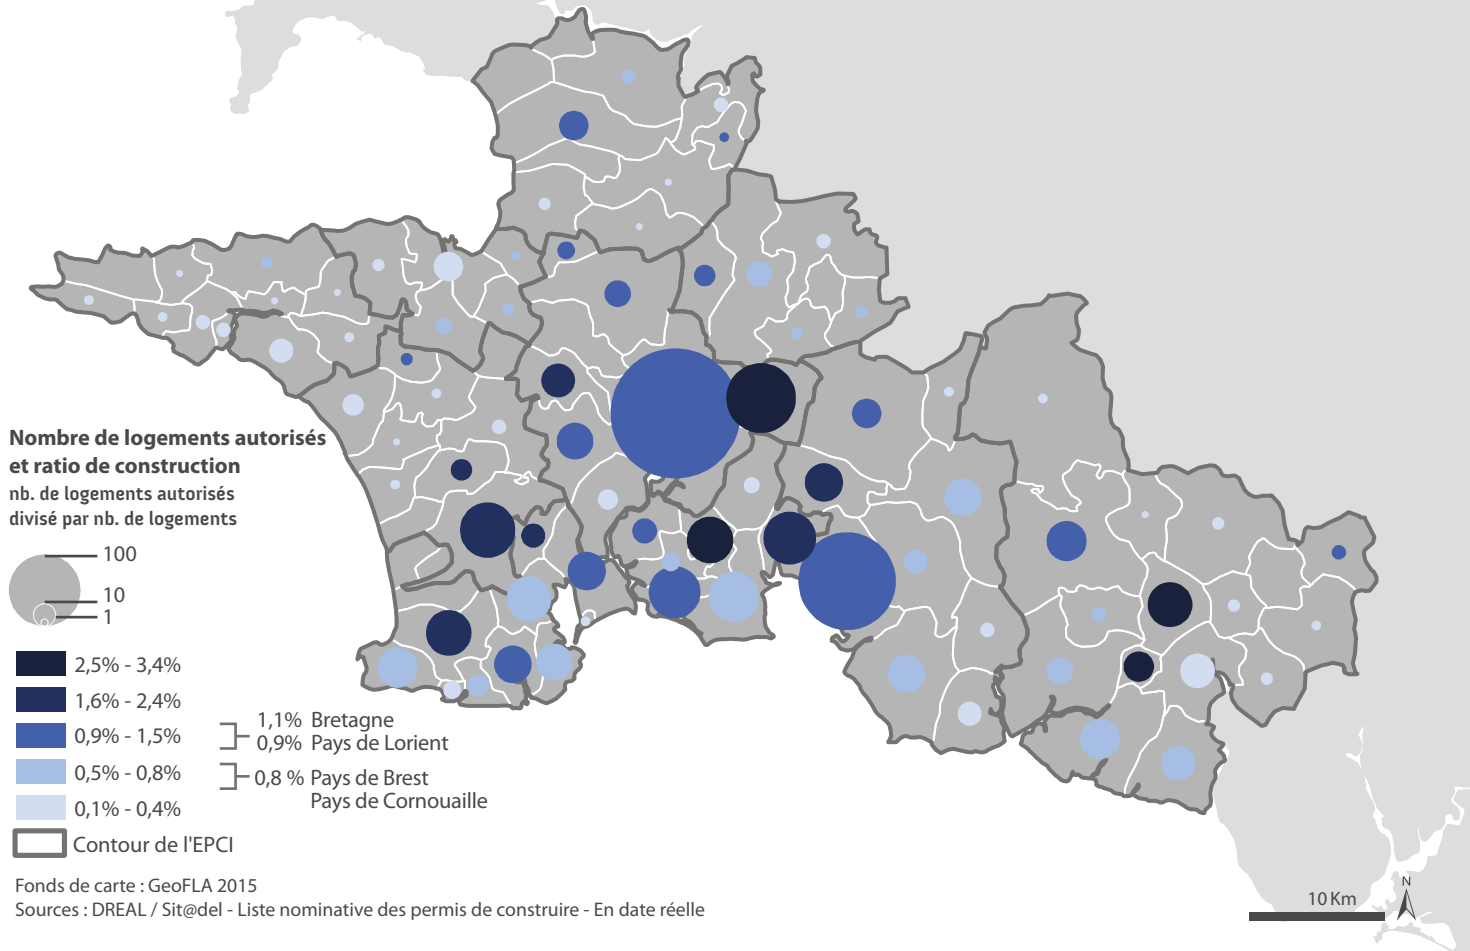 Nombre de logements autorisés
et ratio de construction
nb. de logements autorisés
divisé par nb. de logements
100
10
1
2,5% - 3,4%
1,6% - 2,4%
0,9% - 1,5%
0,5% - 0,8%
0,1% - 0,4%
1,1% Bretagne
0,9% Pays de Lorient
0,8 % Pays de Brest
Pays de Cornouaille
Contour de l'EPCI
Fonds de carte : GeoFLA 2015
Sources : DREAL / Sit@del - Liste nominative des permis de construire - En date réelle
10 Km
N